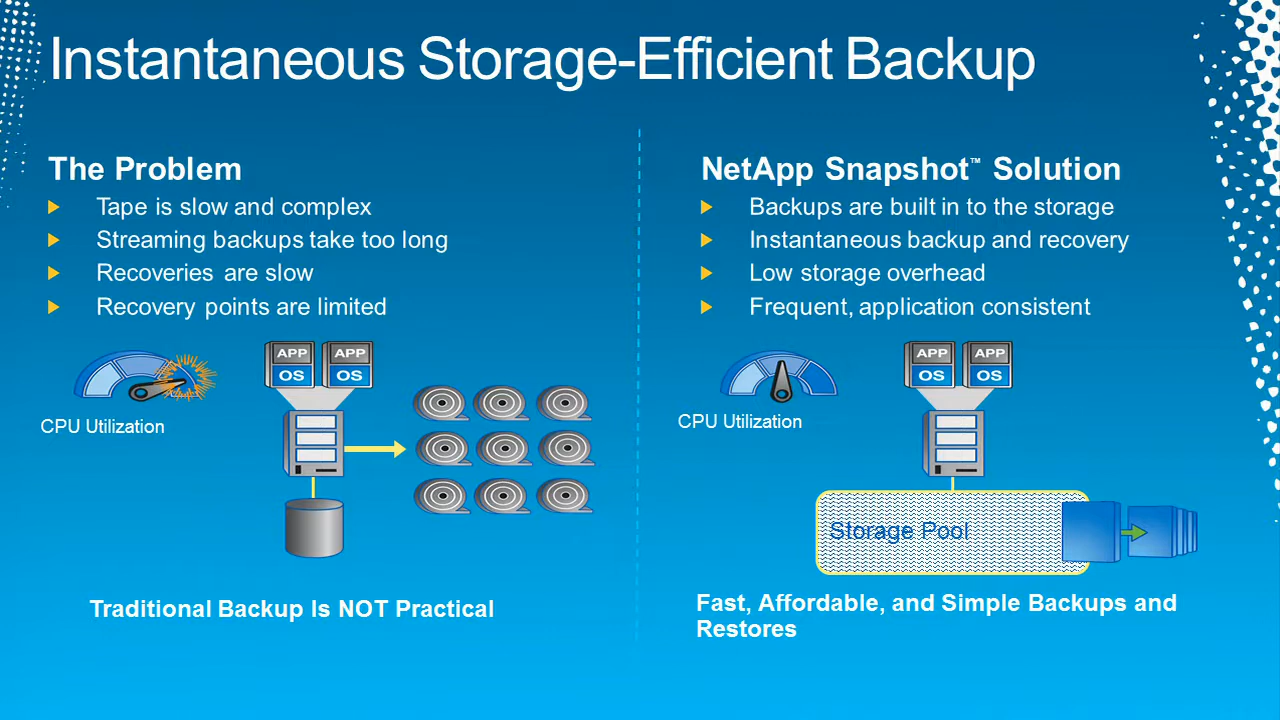 Instantaneous Storage-Efficient Backup
The Problem
Tape is slow and complex
Streaming backups take too long
Recoveries are slow
Recovery points are limited
CPU Utilization
APP APP
OS OS
Traditional Backup Is NOT Practical
NetApp Snapshot™ Solution
Backups are built in to the storage
Instantaneous backup and recovery
Low storage overhead
Frequent, application consistent
CPU Utilization
APP APP
OS OS
Storage Pool
Fast, Affordable, and Simple Backups and
Restores